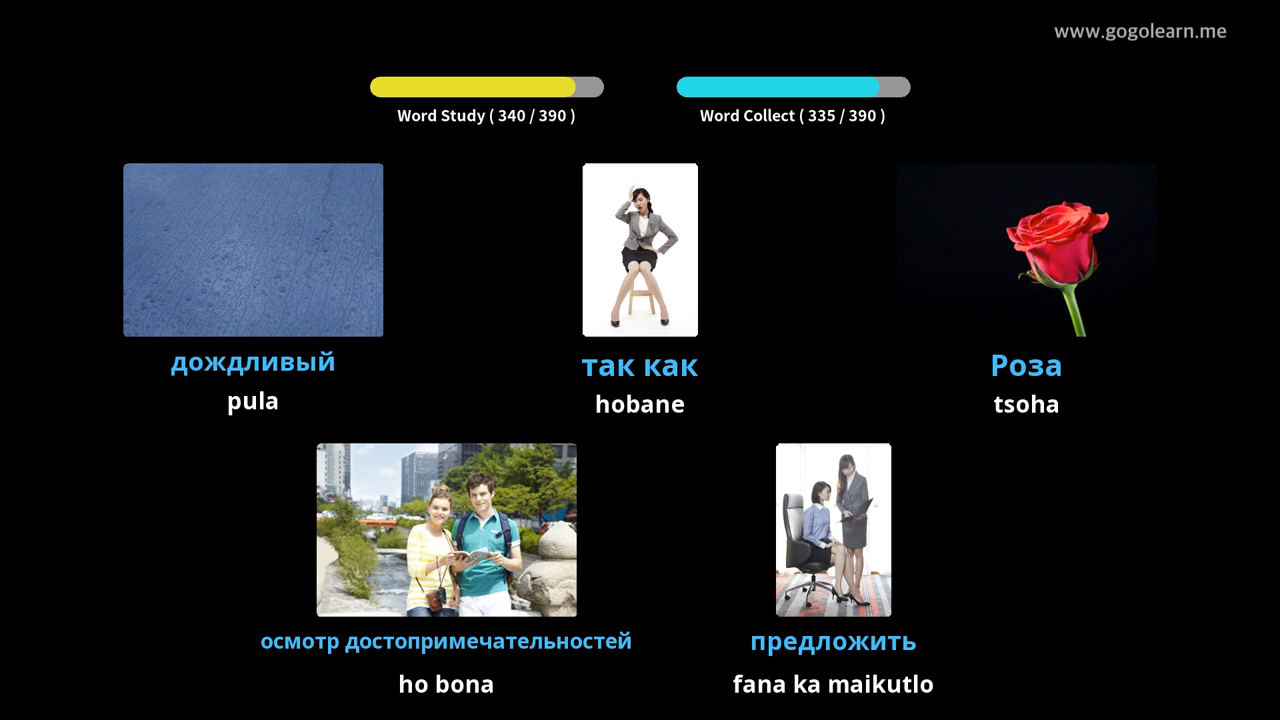 www.gogolearn.me
Word Study ( 340 / 390 )
Word Collect ( 335 / 390 )
дождливый
pula
так как
hobane
Роза
tsoha
осмотр достопримечательностей
ho bona
предложить
fana ka maikutlo